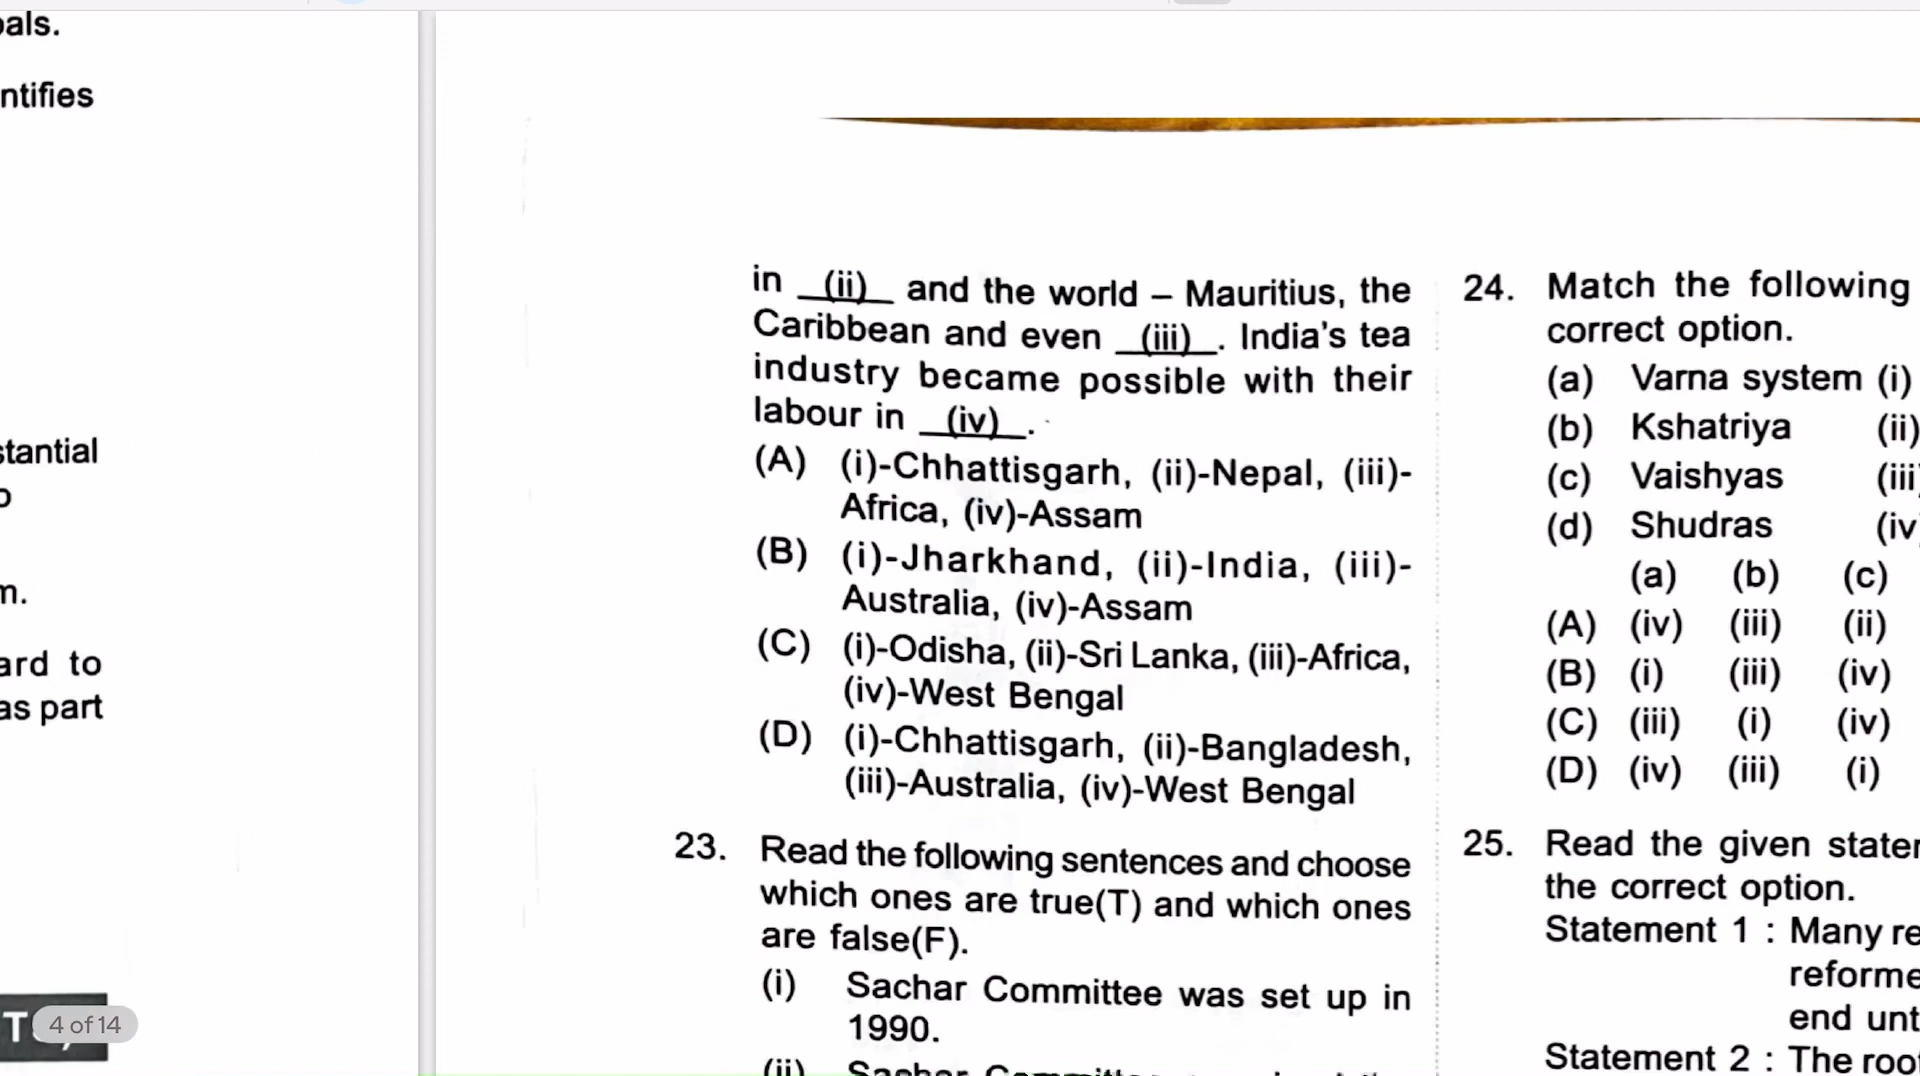 als.
ntifies
stantial
m.
ard to
as part
4 of 14
in (ii) and the world – Mauritius, the
Caribbean and even (iii). India's tea
industry became possible with their
labour in (iv).
(A) (i)-Chhattisgarh, (ii)-Nepal, (iii)-
Africa, (iv)-Assam
(B) (i)-Jharkhand, (ii)-India, (iii)-
Australia, (iv)-Assam
(C) (i)-Odisha, (ii)-Sri Lanka, (iii)-Africa,
(iv)-West Bengal
(D) (i)-Chhattisgarh, (ii)-Bangladesh,
(iii)-Australia, (iv)-West Bengal
23. Read the following sentences and choose
which ones are true(T) and which ones
are false(F).
(i) Sachar Committee was set up in
1990.
(ii) Sachar Committee
24. Match the following
correct option.
(a) Varna system (i)
(b) Kshatriya (ii)
(c) Vaishyas (iii)
(d) Shudras (iv
(a) (b) (c)
(A) (iv) (iii) (ii)
(B) (i) (iii) (iv)
(C) (iii) (i) (iv)
(D) (iv) (iii) (i)
25. Read the given stater
the correct option.
Statement 1 : Many re
reforme
end unt
Statement 2 : The roo